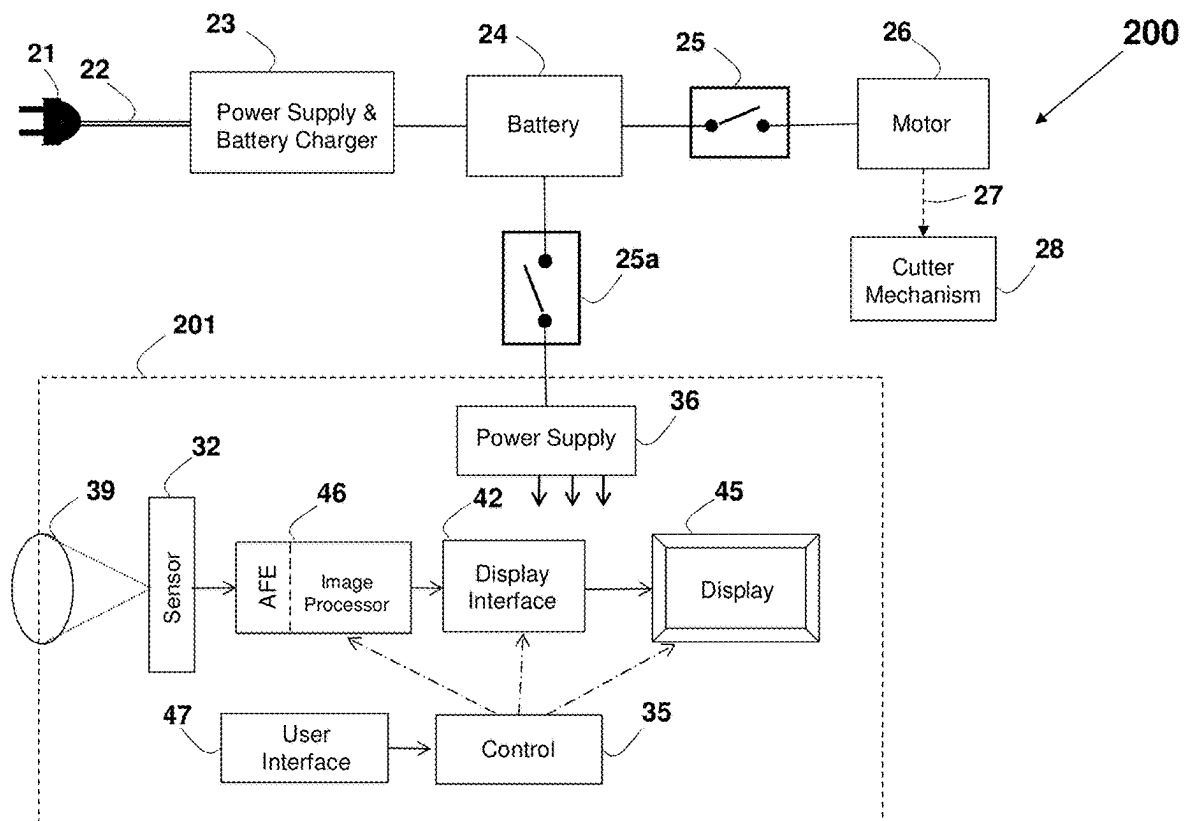 23
24
25
26
200
21
22
Power Supply &
Battery Charger
Battery
Motor
27
25a
28
Cutter
Mechanism
201
36
Power Supply
32
39
46
42
45
Sensor
AFE
Image
Processor
Display
Interface
Display
47
35
User
Interface
Control